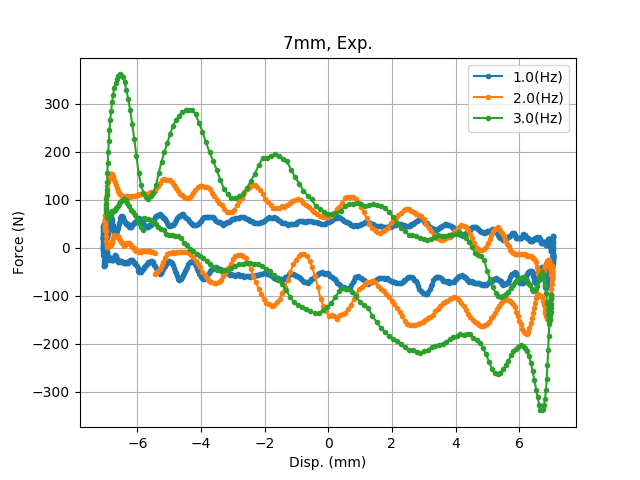 7mm, Exp.
1.0(Hz)
2.0(Hz)
3.0(Hz)
300
200
100
0
−100
−200
−300
Force (N)
−6 −4 −2 0 2 4 6
Disp. (mm)